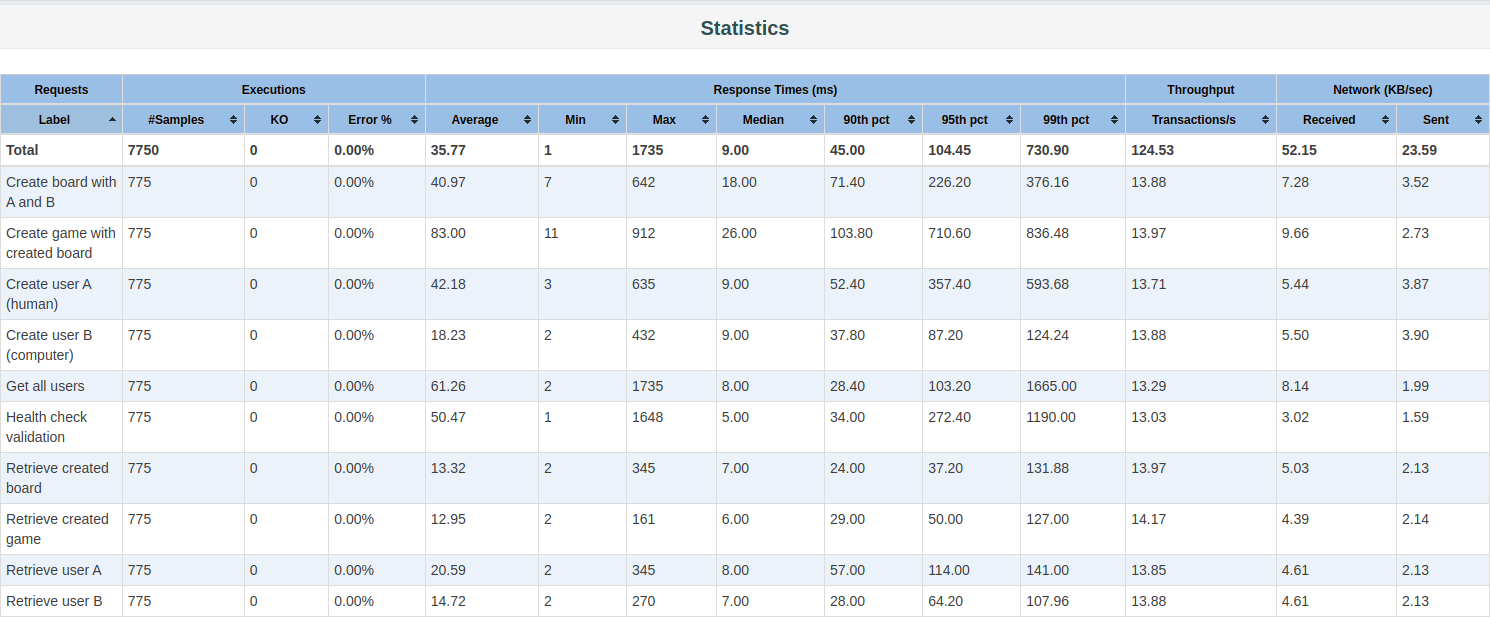 Statistics
Requests Executions Response Times (ms) Throughput Network (KB/sec)
Label #Samples KO Error % Average Min Max Median 90th pct 95th pct 99th pct Transactions/s Received Sent
Total 7750 0 0.00% 35.77 1 1735 9.00 45.00 104.45 730.90 124.53 52.15 23.59
Create board with 775 0 0.00% 40.97 7 642 18.00 71.40 226.20 376.16 13.88 7.28 3.52
A and B
Create game with 775 0 0.00% 83.00 11 912 26.00 103.80 710.60 836.48 13.97 9.66 2.73
created board
Create user A 775 0 0.00% 42.18 3 635 9.00 52.40 357.40 593.68 13.71 5.44 3.87
(human)
Create user B 775 0 0.00% 18.23 2 432 9.00 37.80 87.20 124.24 13.88 5.50 3.90
(computer)
Get all users 775 0 0.00% 61.26 2 1735 8.00 28.40 103.20 1665.00 13.29 8.14 1.99
Health check 775 0 0.00% 50.47 1 1648 5.00 34.00 272.40 1190.00 13.03 3.02 1.59
validation
Retrieve created 775 0 0.00% 13.32 2 345 7.00 24.00 37.20 131.88 13.97 5.03 2.13
board
Retrieve created 775 0 0.00% 12.95 2 161 6.00 29.00 50.00 127.00 14.17 4.39 2.14
game
Retrieve user A 775 0 0.00% 20.59 2 345 8.00 57.00 114.00 141.00 13.85 4.61 2.13
Retrieve user B 775 0 0.00% 14.72 2 270 7.00 28.00 64.20 107.96 13.88 4.61 2.13